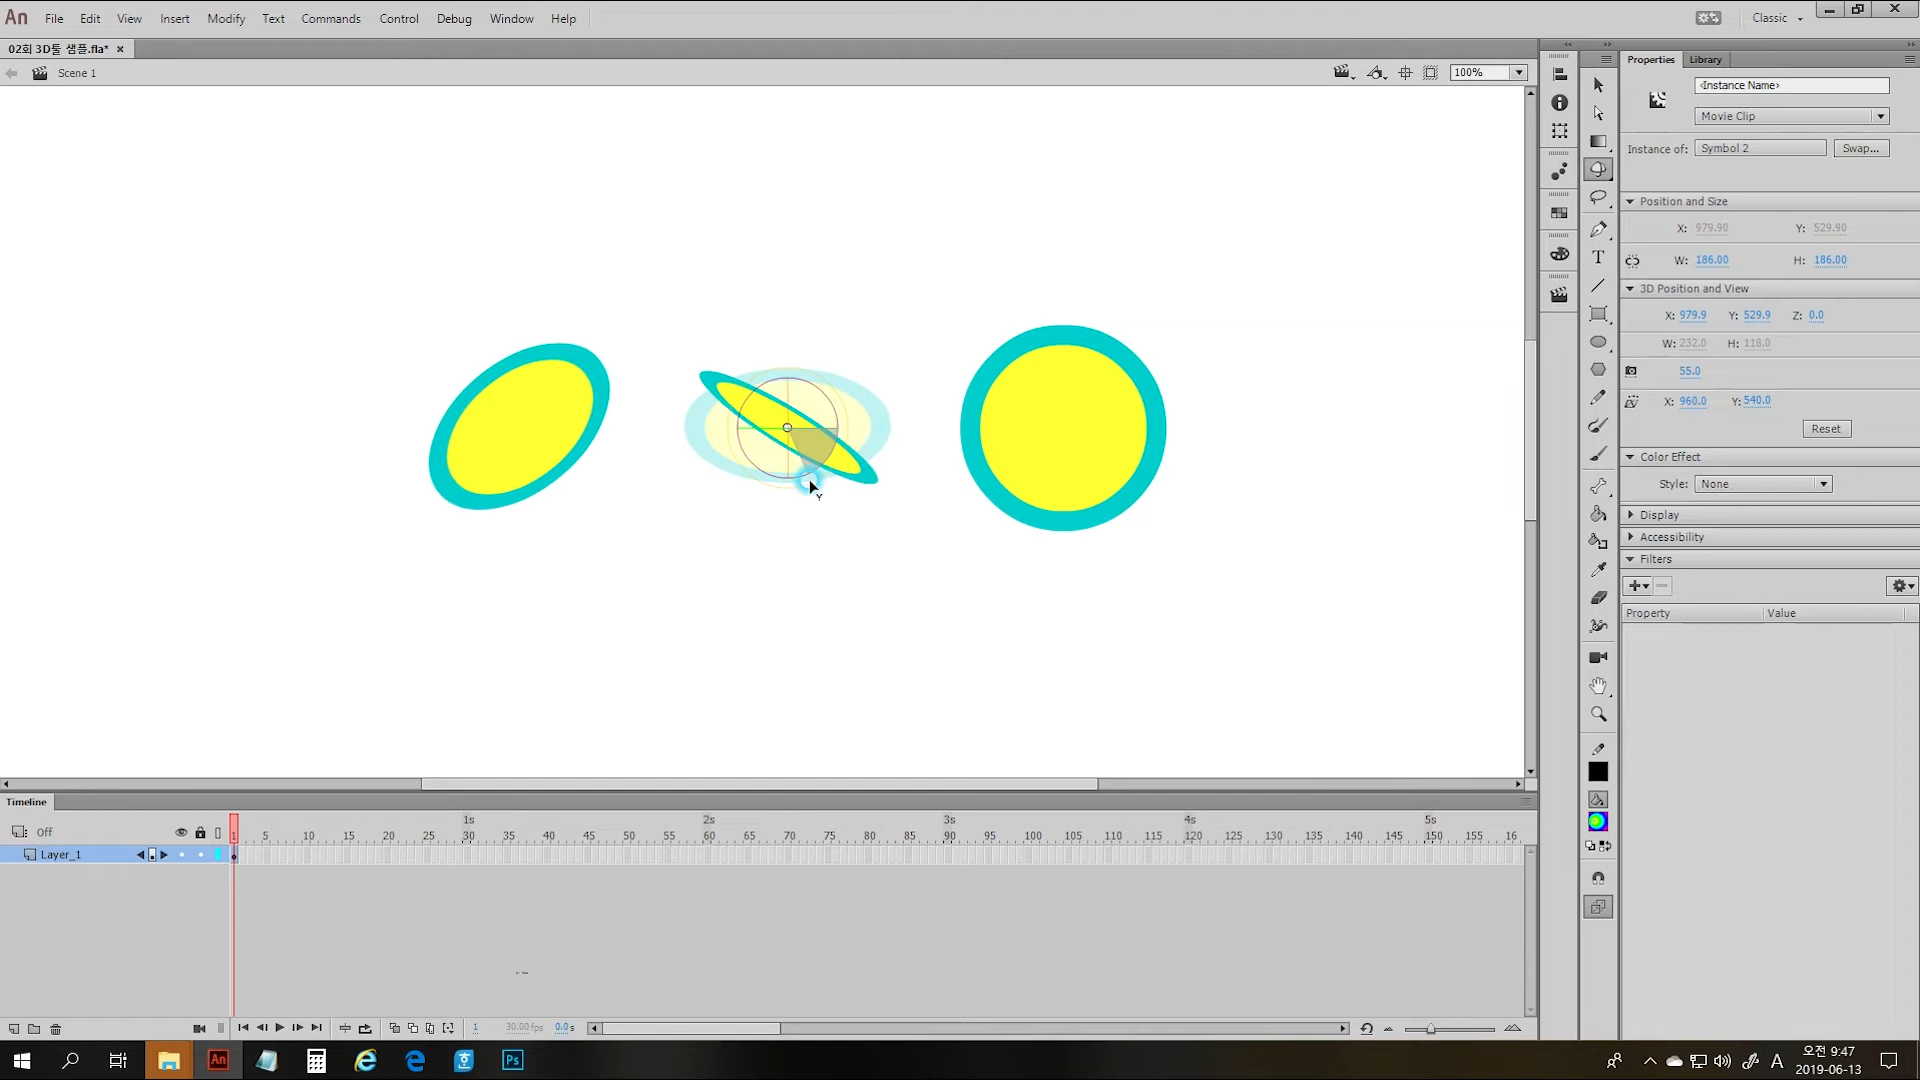 An File Edit View Insert Modify Text Commands Control Debug Window Help Classic
02회 3D툴 샘플.fla*
Scene 1 100%
Properties Library
<Instance Name>
Movie Clip
Instance of: Symbol 2 Swap...
Position and Size
X: 979.90 Y: 529.90
W: 186.00 H: 186.00
3D Position and View
X: 979.9 Y: 529.9 Z: 0.0
W: 232.0 H: 118.0
55.0
X: 960.0 Y: 540.0
Reset
Color Effect
Style: None
Display
Accessibility
Filters
Property Value
T
Y
Timeline
1s 2s 3s 4s 5s
Off 1 5 10 15 20 25 30 35 40 45 50 55 60 65 70 75 80 85 90 95 100 105 110 115 120 125 130 135 140 145 150 155 16
Layer_1
1 30.00 fps 0.0 s
An Ps A 오전 9:47
2019-06-13